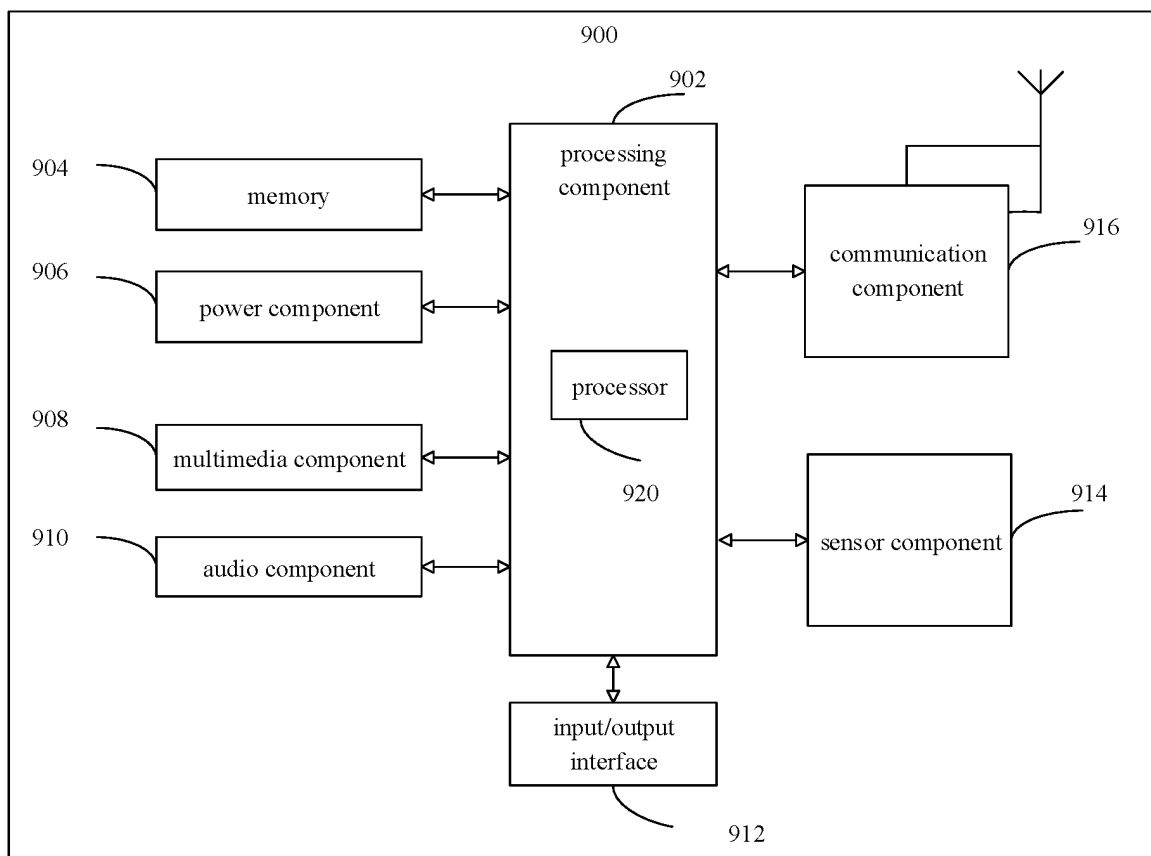 900
902
processing
component
904
memory
916
communication
component
906
power component
processor
908
multimedia component
920
914
sensor component
910
audio component
input/output
interface
912